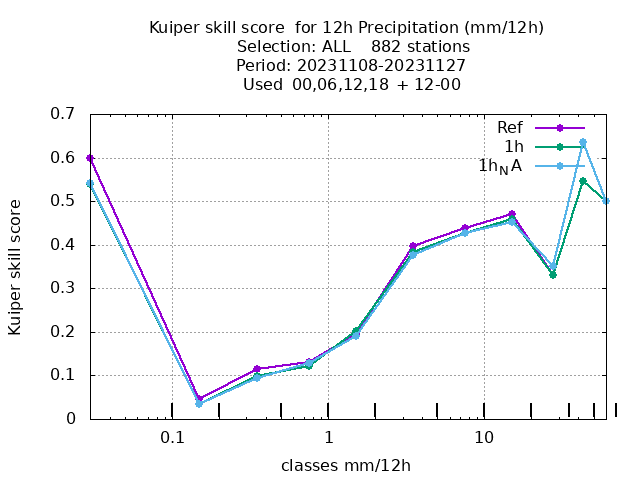 Kuiper skill score  for 12h Precipitation (mm/12h)
Selection: ALL    882 stations
Period: 20231108-20231127
Used  00,06,12,18  + 12-00
Kuiper skill score
0.7
0.6
0.5
0.4
0.3
0.2
0.1
0
Ref
1h
1hNA
0.1
1
10
classes mm/12h